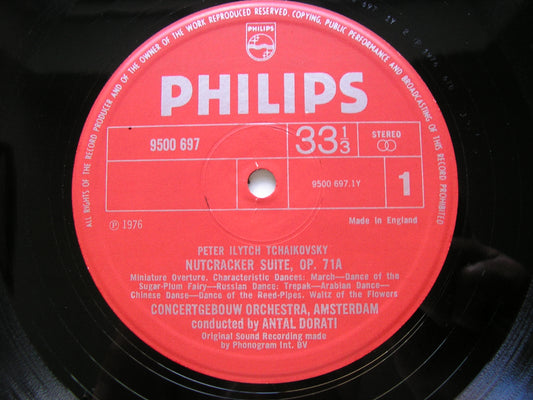 ALL RIGHTS OF THE RECORD PRODUCER AND OF THE OWNER OF THE WORK REPRODUCED RESERVED. COPYING, PUBLIC PERFORMANCE AND BROADCASTING OF THIS RECORD PROHIBITED
PHILIPS
PHILIPS
9500 697
33 1/3
STEREO
9500 697.1Y
1
Ⓟ 1976
Made in England
PETER ILYTCH TCHAIKOVSKY
NUTCRACKER SUITE, OP. 71A
Miniature Overture. Characteristic Dances: March—Dance of the
Sugar-Plum Fairy—Russian Dance: Trepak—Arabian Dance—
Chinese Danse—Dance of the Reed-Pipes. Waltz of the Flowers
CONCERTGEBOUW ORCHESTRA, AMSTERDAM
conducted by ANTAL DORATI
Original Sound Recording made
by Phonogram Int. BV